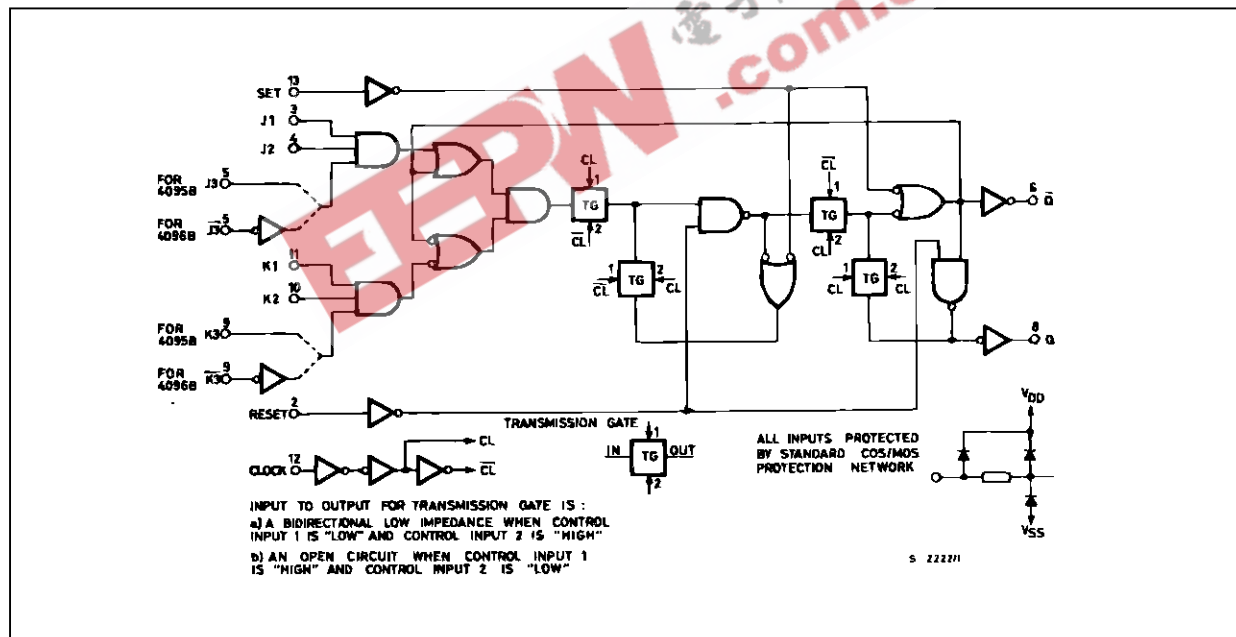 EEPN
.com.
13
SET
3
J1
4
J2
FOR J3 5
4095B
FOR J3 5
4096B
11
K1
10
K2
FOR K3 9
4095B
FOR K3 9
4096B
2
RESET
CL
1
TG
2
CL
CL
1
TG
2
CL
1 2
TG
CL CL
1 2
TG
CL CL
6
Q
8
Q
12
CLOCK
CL
CL
TRANSMISSION GATE
1
IN TG OUT
2
ALL INPUTS PROTECTED
BY STANDARD COS/MOS
PROTECTION NETWORK
VDD
VSS
INPUT TO OUTPUT FOR TRANSMISSION GATE IS :
a) A BIDIRECTIONAL LOW IMPEDANCE WHEN CONTROL
INPUT 1 IS "LOW" AND CONTROL INPUT 2 IS "HIGH"
b) AN OPEN CIRCUIT WHEN CONTROL INPUT 1
IS "HIGH" AND CONTROL INPUT 2 IS "LOW"
S 2222/1